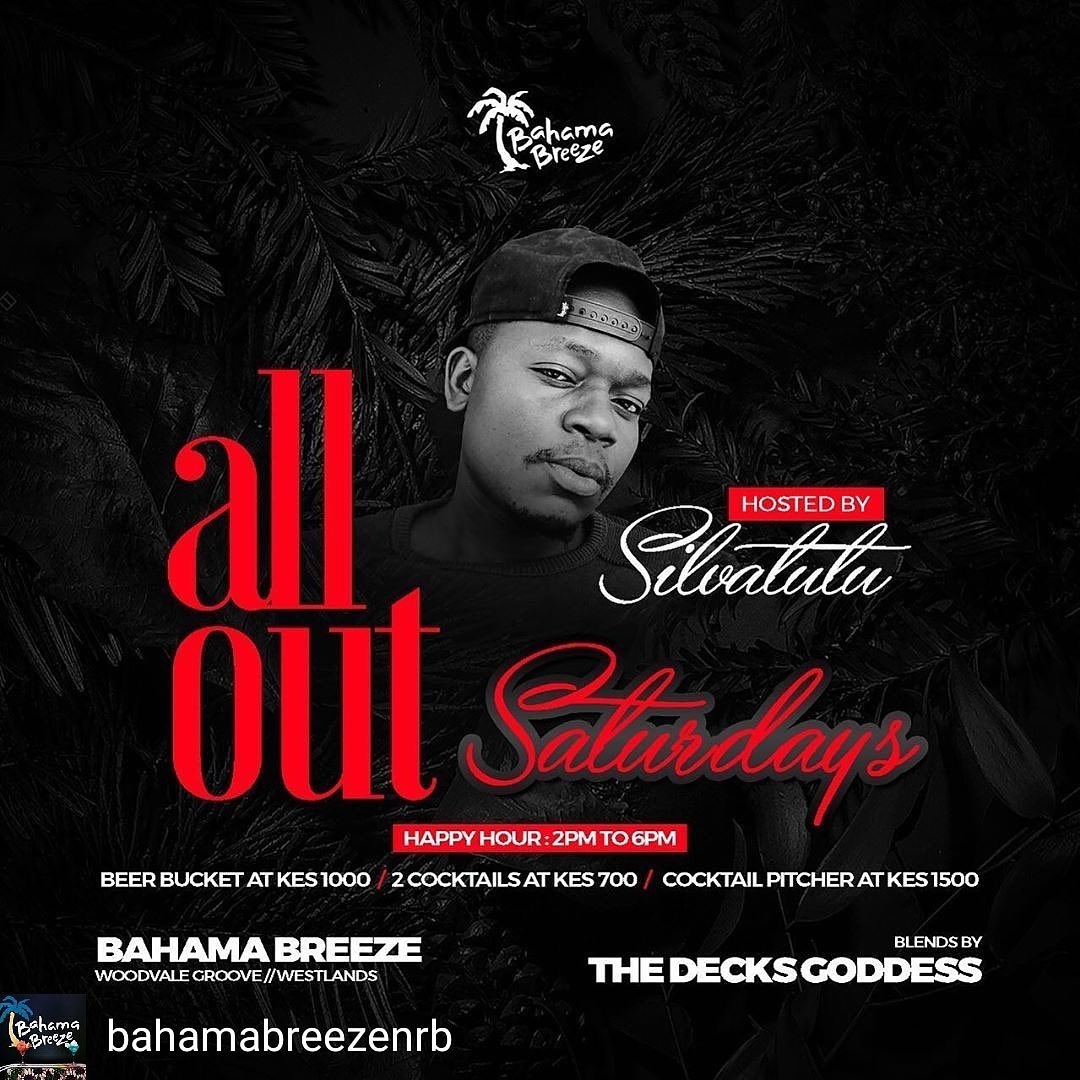 Bahama
Breeze
all
out
HOSTED BY
Silvatutu
Saturdays
HAPPY HOUR : 2PM TO 6PM
BEER BUCKET AT KES 1000 / 2 COCKTAILS AT KES 700 / COCKTAIL PITCHER AT KES 1500
BAHAMA BREEZE
WOODVALE GROOVE//WESTLANDS
BLENDS BY
THE DECKS GODDESS
Bahama
Breeze
bahamabreezenrb